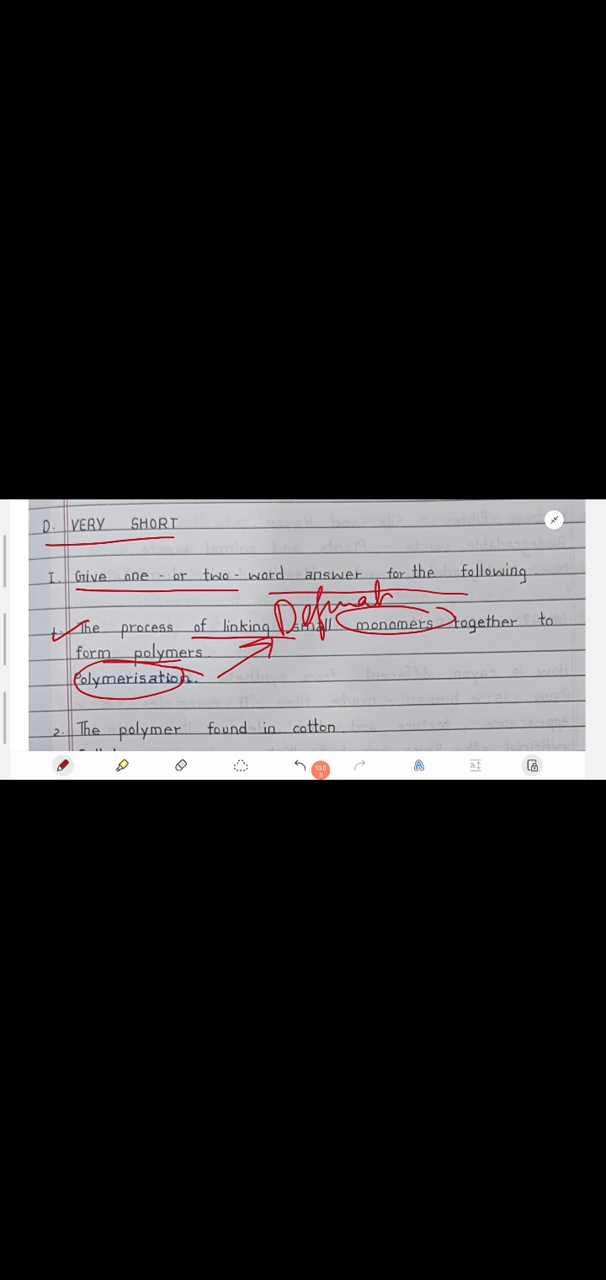 D. VERY SHORT
I. Give one - or two - word answer for the following
1. The process of linking small monomers together to
form polymers.
Polymerisation.
2. The polymer found in cotton.